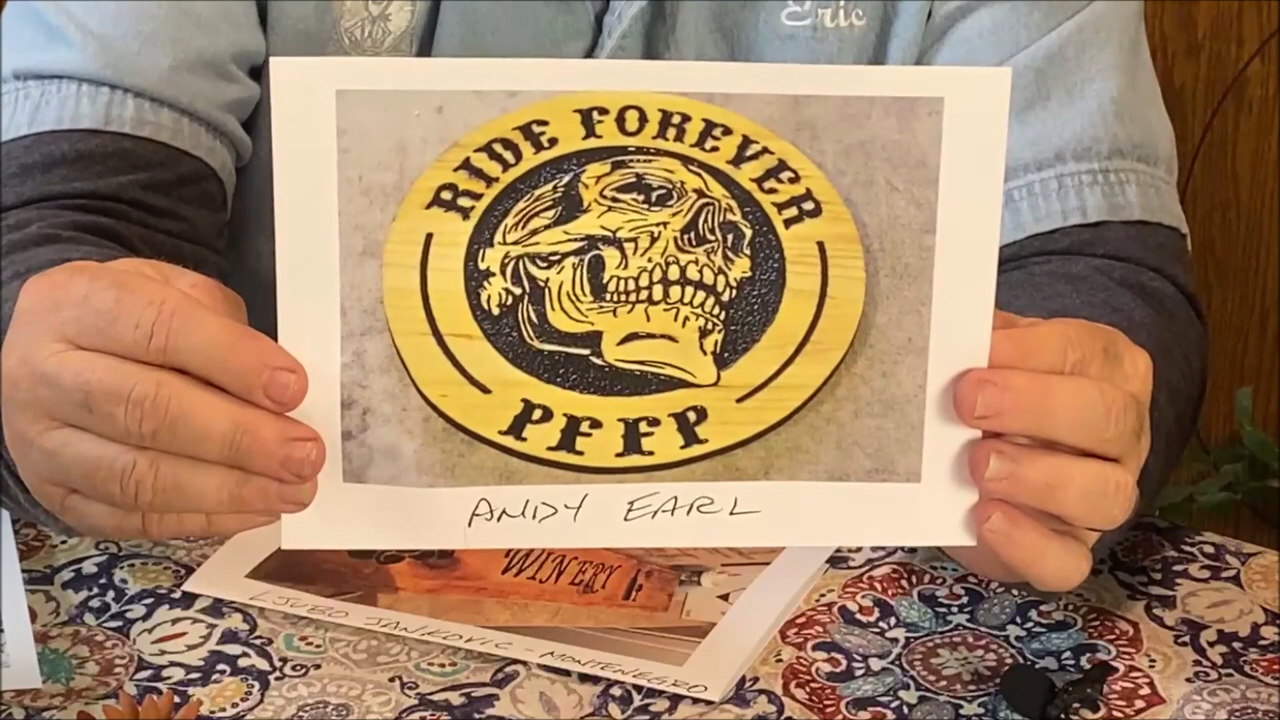 Eric
RIDE FOREVER
PFFP
ANDY EARL
WINERY
LJUBO JANKOVIC - MONTENEGRO